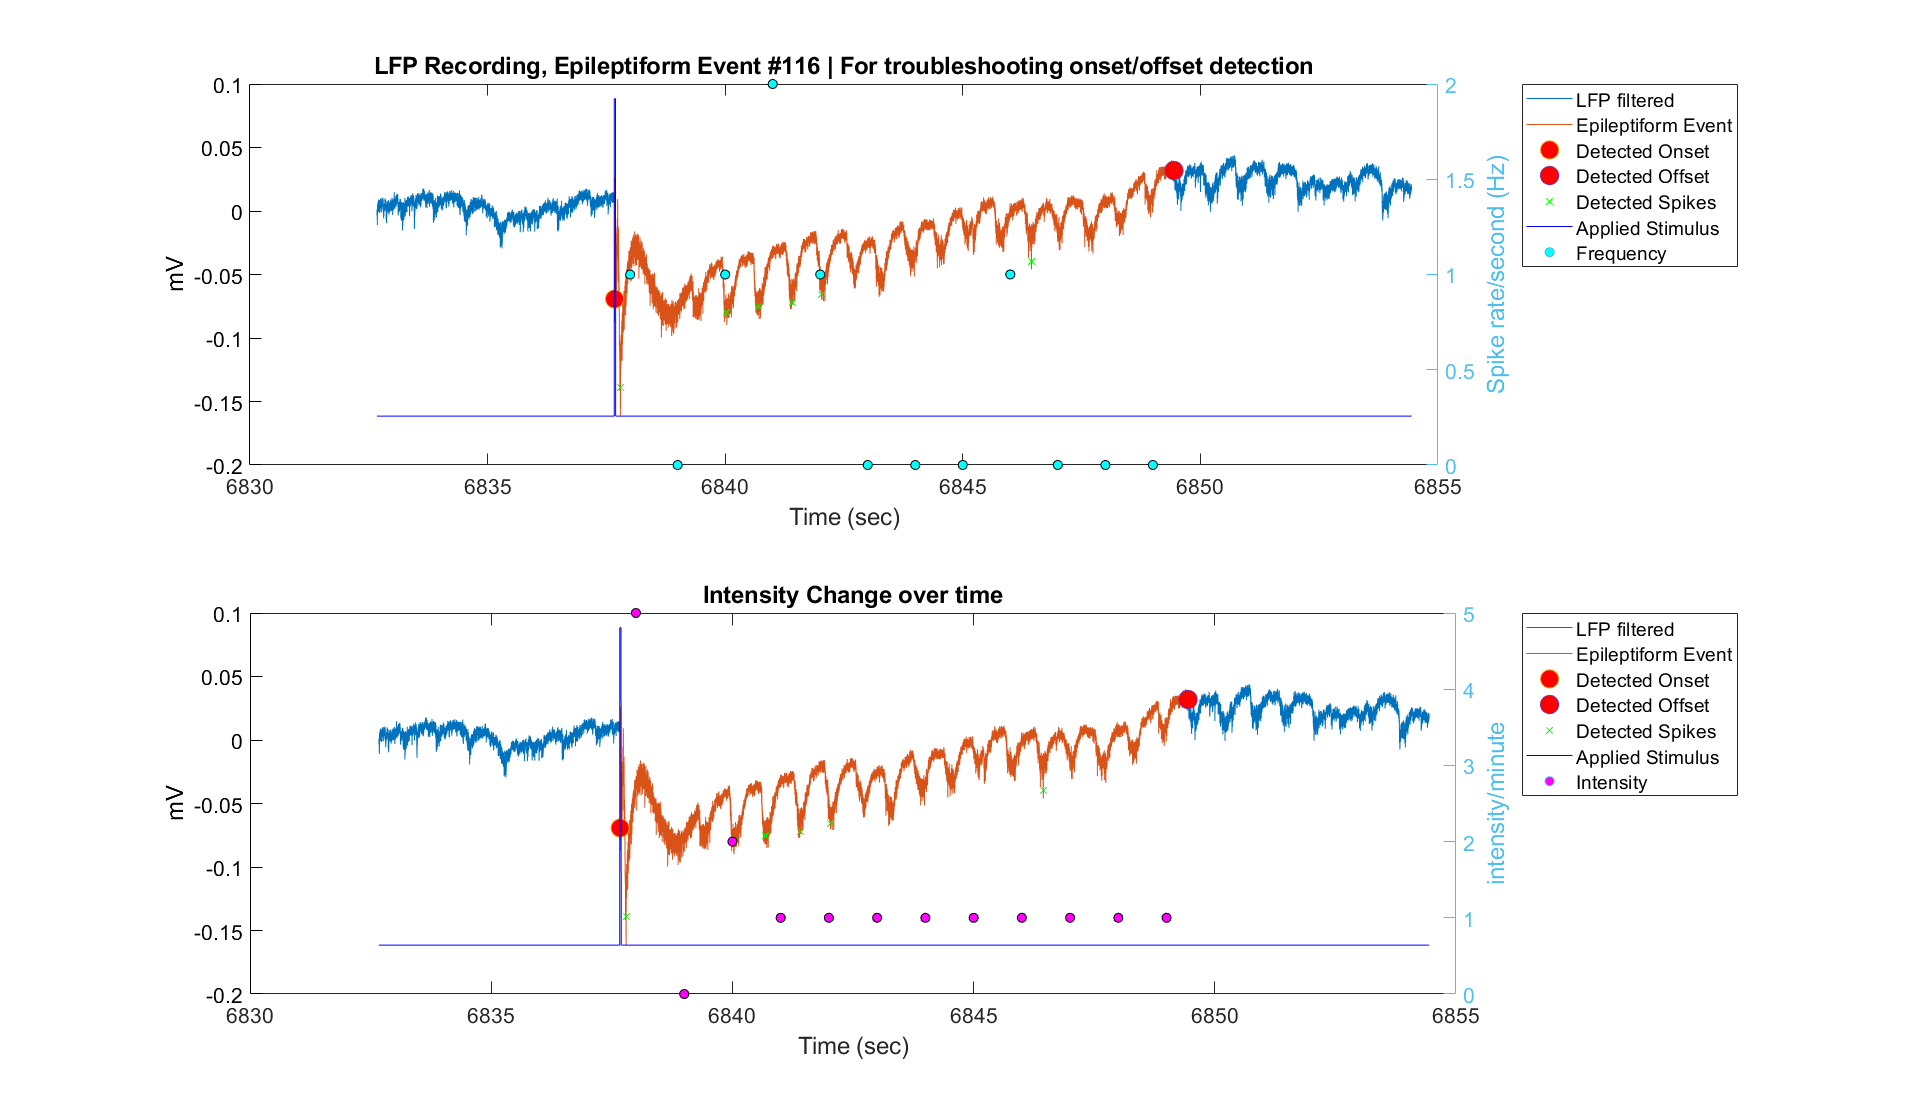 LFP Recording, Epileptiform Event #116 | For troubleshooting onset/offset detection
0.1
0.05
0
-0.05
-0.1
-0.15
-0.2
mV
6830
6835
6840
6845
6850
6855
Time (sec)
2
1.5
1
0.5
0
Spike rate/second (Hz)
LFP filtered
Epileptiform Event
Detected Onset
Detected Offset
Detected Spikes
Applied Stimulus
Frequency
Intensity Change over time
0.1
0.05
0
-0.05
-0.1
-0.15
-0.2
mV
6830
6835
6840
6845
6850
6855
Time (sec)
5
4
3
2
1
0
intensity/minute
LFP filtered
Epileptiform Event
Detected Onset
Detected Offset
Detected Spikes
Applied Stimulus
Intensity